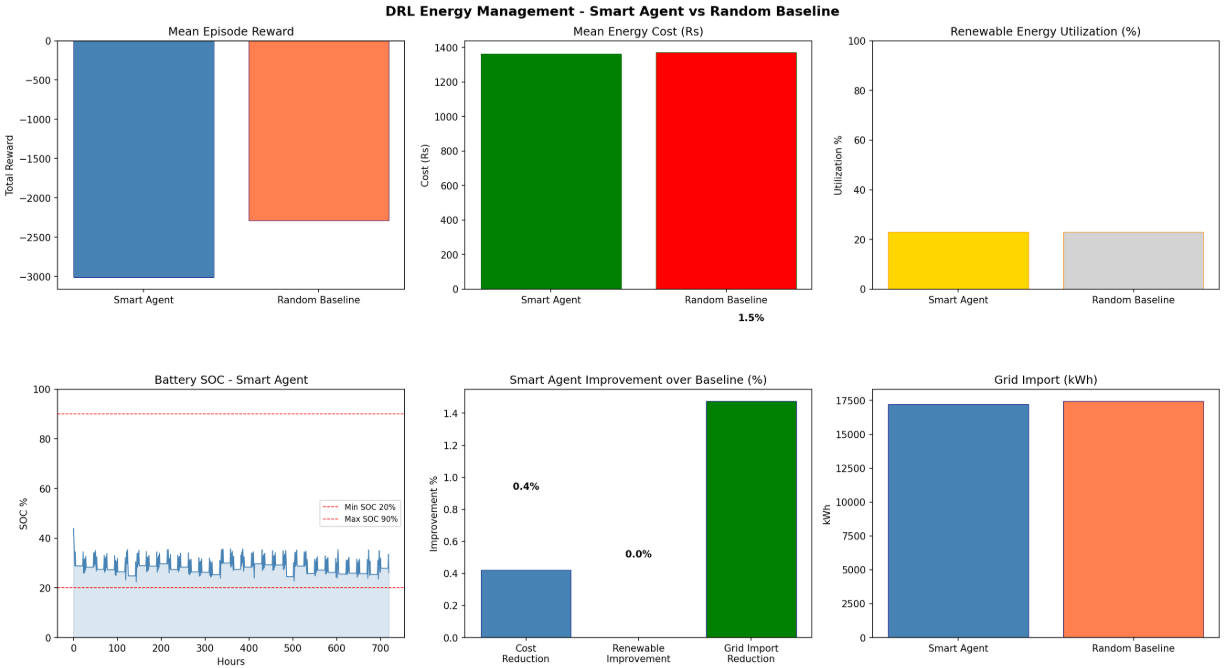 DRL Energy Management - Smart Agent vs Random Baseline
Mean Episode Reward
Total Reward
0
−500
−1000
−1500
−2000
−2500
−3000
Smart Agent
Random Baseline
Mean Energy Cost (Rs)
Cost (Rs)
1400
1200
1000
800
600
400
200
0
Smart Agent
Random Baseline
Renewable Energy Utilization (%)
Utilization %
100
80
60
40
20
0
Smart Agent
Random Baseline
1.5%
Battery SOC - Smart Agent
SOC %
100
80
60
40
20
0
Min SOC 20%
Max SOC 90%
0 100 200 300 400 500 600 700
Hours
Smart Agent Improvement over Baseline (%)
Improvement %
1.4
1.2
1.0
0.8
0.6
0.4
0.2
0.0
0.4%
0.0%
Cost
Reduction
Renewable
Improvement
Grid Import
Reduction
Grid Import (kWh)
kWh
17500
15000
12500
10000
7500
5000
2500
0
Smart Agent
Random Baseline